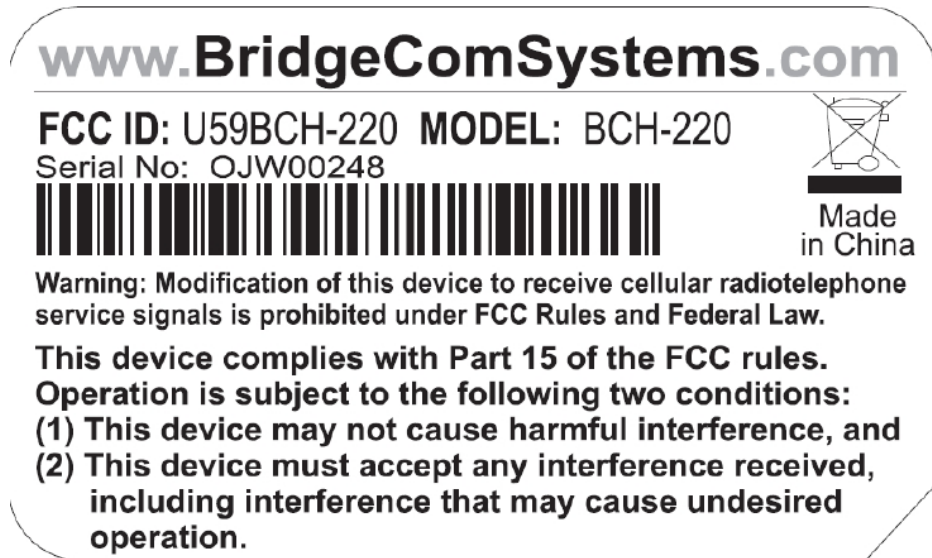 www.BridgeComSystems.com
FCC ID: U59BCH-220 MODEL: BCH-220
Serial No: OJW00248
Made
in China
Warning: Modification of this device to receive cellular radiotelephone
service signals is prohibited under FCC Rules and Federal Law.
This device complies with Part 15 of the FCC rules.
Operation is subject to the following two conditions:
(1) This device may not cause harmful interference, and
(2) This device must accept any interference received,
including interference that may cause undesired
operation.